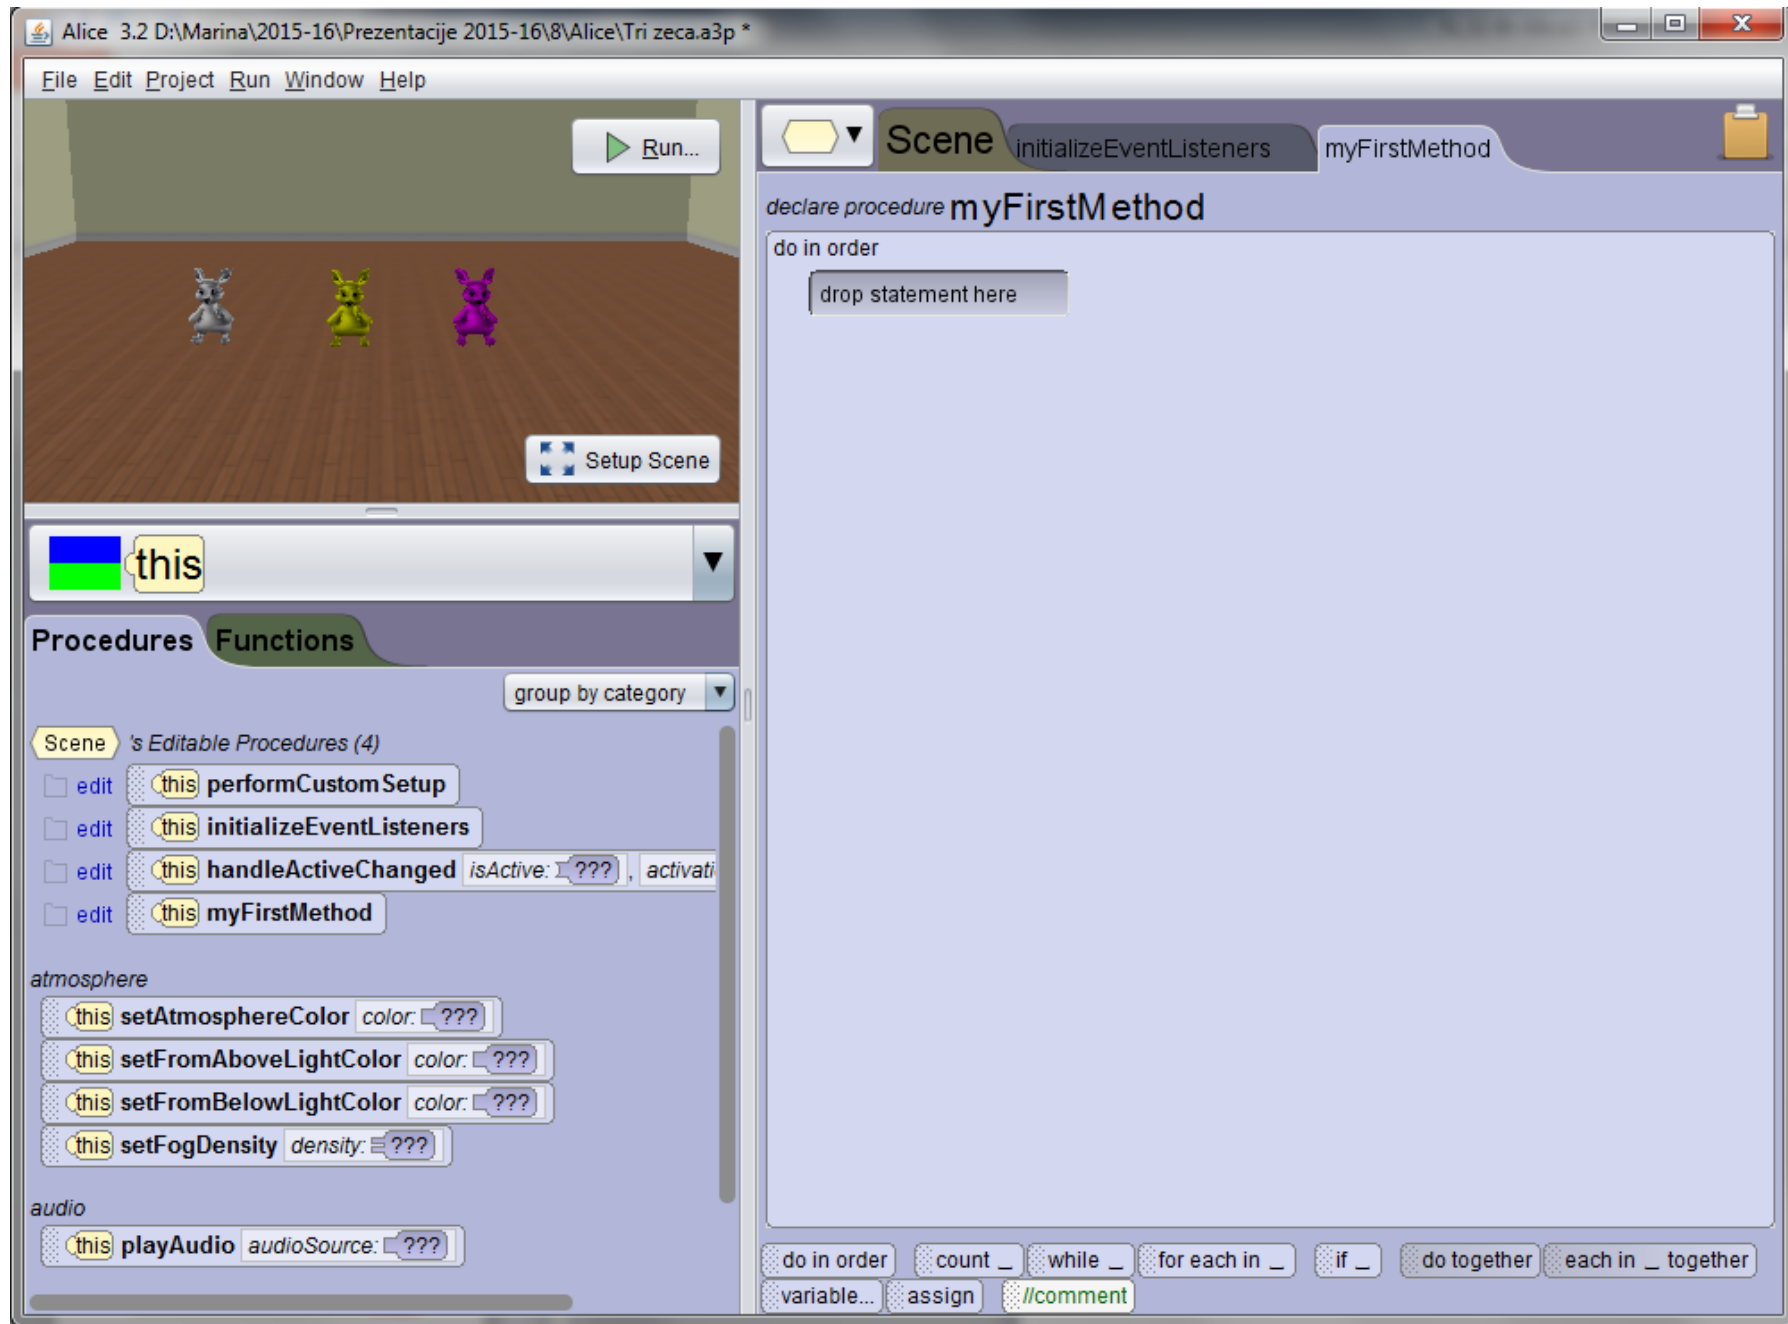 Alice 3.2 D:\Marina\2015-16\Prezentacije 2015-16\8\Alice\Tri zeca.a3p *
File Edit Project Run Window Help
Run...
Setup Scene
this
Procedures Functions
group by category
Scene 's Editable Procedures (4)
edit this performCustomSetup
edit this initializeEventListeners
edit this handleActiveChanged isActive: ??? , activati
edit this myFirstMethod
atmosphere
this setAtmosphereColor color: ???
this setFromAboveLightColor color: ???
this setFromBelowLightColor color: ???
this setFogDensity density: ???
audio
this playAudio audioSource: ???
Scene initializeEventListeners myFirstMethod
declare procedure myFirstMethod
do in order
drop statement here
do in order count _ while _ for each in _ if _ do together each in _ together
variable... assign //comment